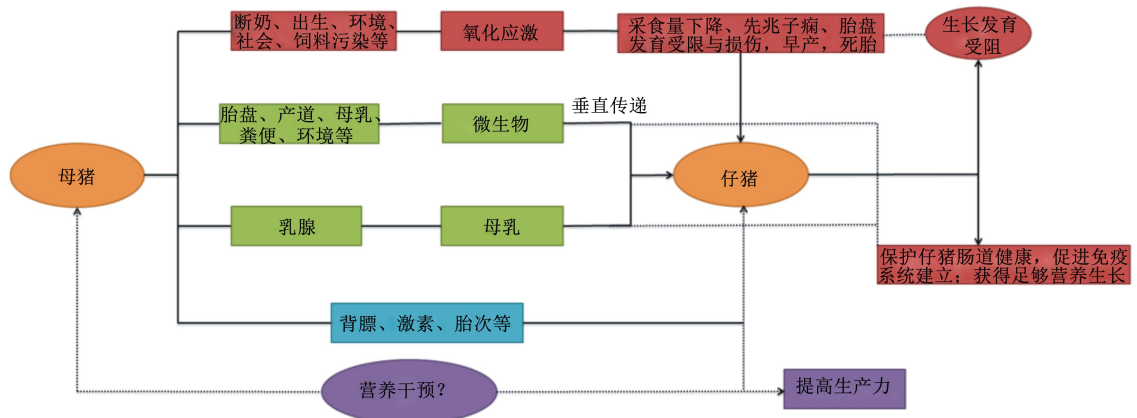 断奶、出生、环境、
社会、饲料污染等
氧化应激
采食量下降、先兆子痫、胎盘
发育受限与损伤，早产，死胎
生长发育
受阻
胎盘、产道、母乳、
粪便、环境等
微生物
垂直传递
母猪
仔猪
乳腺
母乳
保护仔猪肠道健康，促进免疫
系统建立；获得足够营养生长
背膘、激素、胎次等
营养干预？
提高生产力